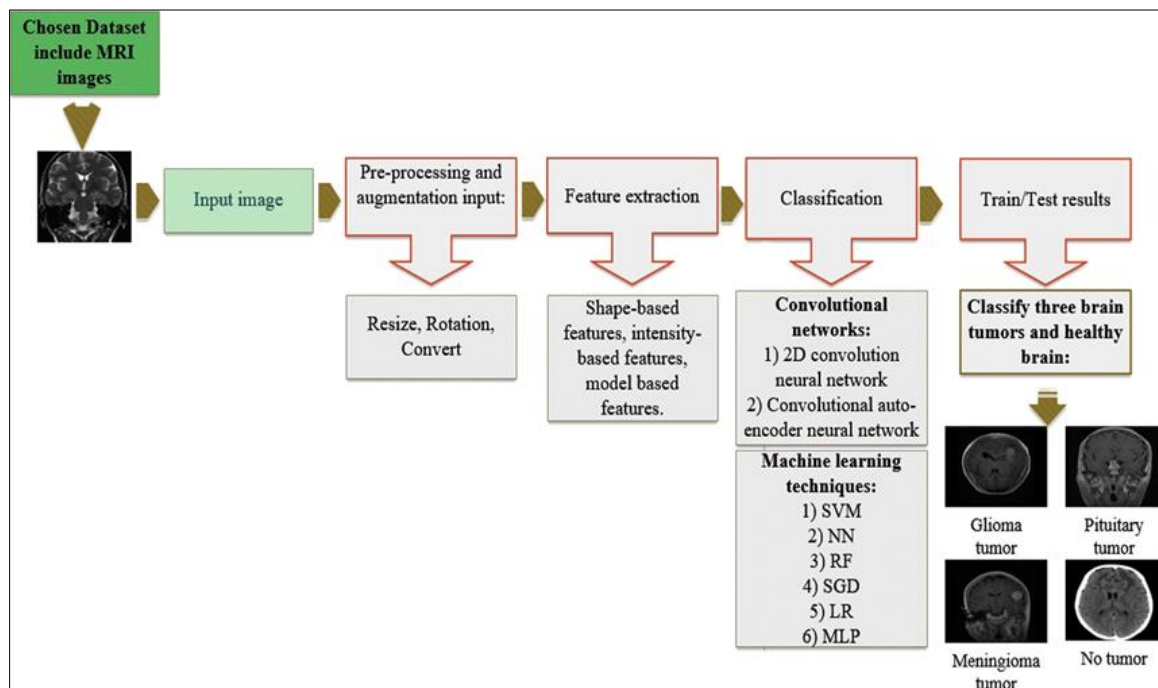 Chosen Dataset
include MRI
images
Input image
Pre-processing and
augmentation input:
Feature extraction
Classification
Train/Test results
Resize, Rotation,
Convert
Shape-based
features, intensity-
based features,
model based
features.
Convolutional
networks:
1) 2D convolution
neural network
2) Convolutional auto-
encoder neural network
Machine learning
techniques:
1) SVM
2) NN
3) RF
4) SGD
5) LR
6) MLP
Classify three brain
tumors and healthy
brain:
Glioma
tumor
Pituitary
tumor
Meningioma
tumor
No tumor